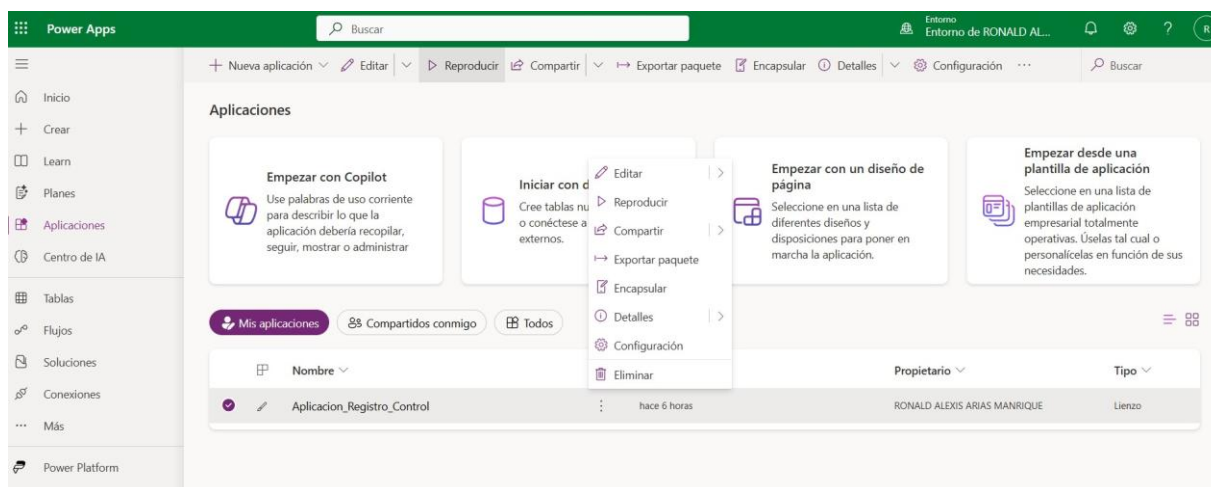 Power Apps
Buscar
Entorno
Entorno de RONALD AL...
?
R
Nueva aplicación
Editar
Reproducir
Compartir
Exportar paquete
Encapsular
Detalles
Configuración
...
Buscar
Inicio
Crear
Learn
Planes
Aplicaciones
Centro de IA
Tablas
Flujos
Soluciones
Conexiones
Más
Power Platform
Aplicaciones
Empezar con Copilot
Use palabras de uso corriente
para describir lo que la
aplicación debería recopilar,
seguir, mostrar o administrar
Iniciar con d
Cree tablas nu
o conéctese a
externos.
Empezar con un diseño de
página
Seleccione en una lista de
diferentes diseños y
disposiciones para poner en
marcha la aplicación.
Empezar desde una
plantilla de aplicación
Seleccione en una lista de
plantillas de aplicación
empresarial totalmente
operativas. Úselas tal cual o
personalícelas en función de sus
necesidades.
Editar
Reproducir
Compartir
Exportar paquete
Encapsular
Detalles
Configuración
Eliminar
Mis aplicaciones
Compartidos conmigo
Todos
Nombre
Propietario
Tipo
Aplicacion_Registro_Control
hace 6 horas
RONALD ALEXIS ARIAS MANRIQUE
Lienzo